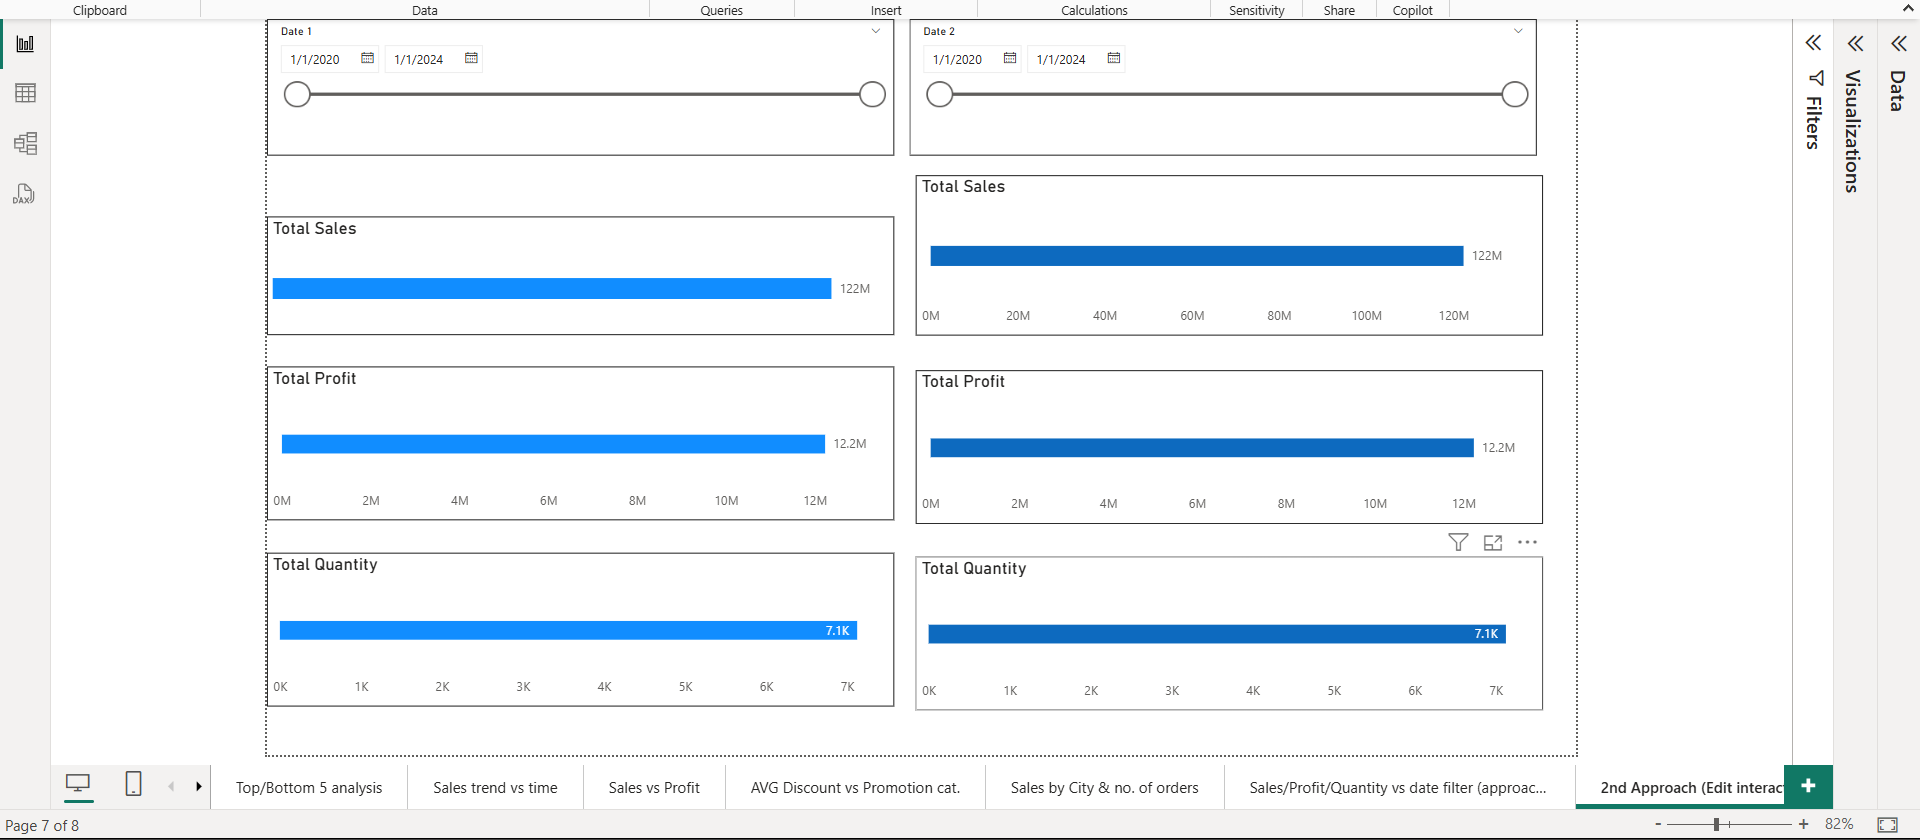 Clipboard
Data
Queries
Insert
Calculations
Sensitivity
Share
Copilot
Date 1
1/1/2020
1/1/2024
Date 2
1/1/2020
1/1/2024
Total Sales
122M
Total Sales
122M
0M 20M 40M 60M 80M 100M 120M
Total Profit
12.2M
0M 2M 4M 6M 8M 10M 12M
Total Profit
12.2M
0M 2M 4M 6M 8M 10M 12M
Total Quantity
7.1K
0K 1K 2K 3K 4K 5K 6K 7K
Total Quantity
7.1K
0K 1K 2K 3K 4K 5K 6K 7K
Filters
Visualizations
Data
DAX
Top/Bottom 5 analysis
Sales trend vs time
Sales vs Profit
AVG Discount vs Promotion cat.
Sales by City & no. of orders
Sales/Profit/Quantity vs date filter (approac...
2nd Approach (Edit interac
Page 7 of 8
82%